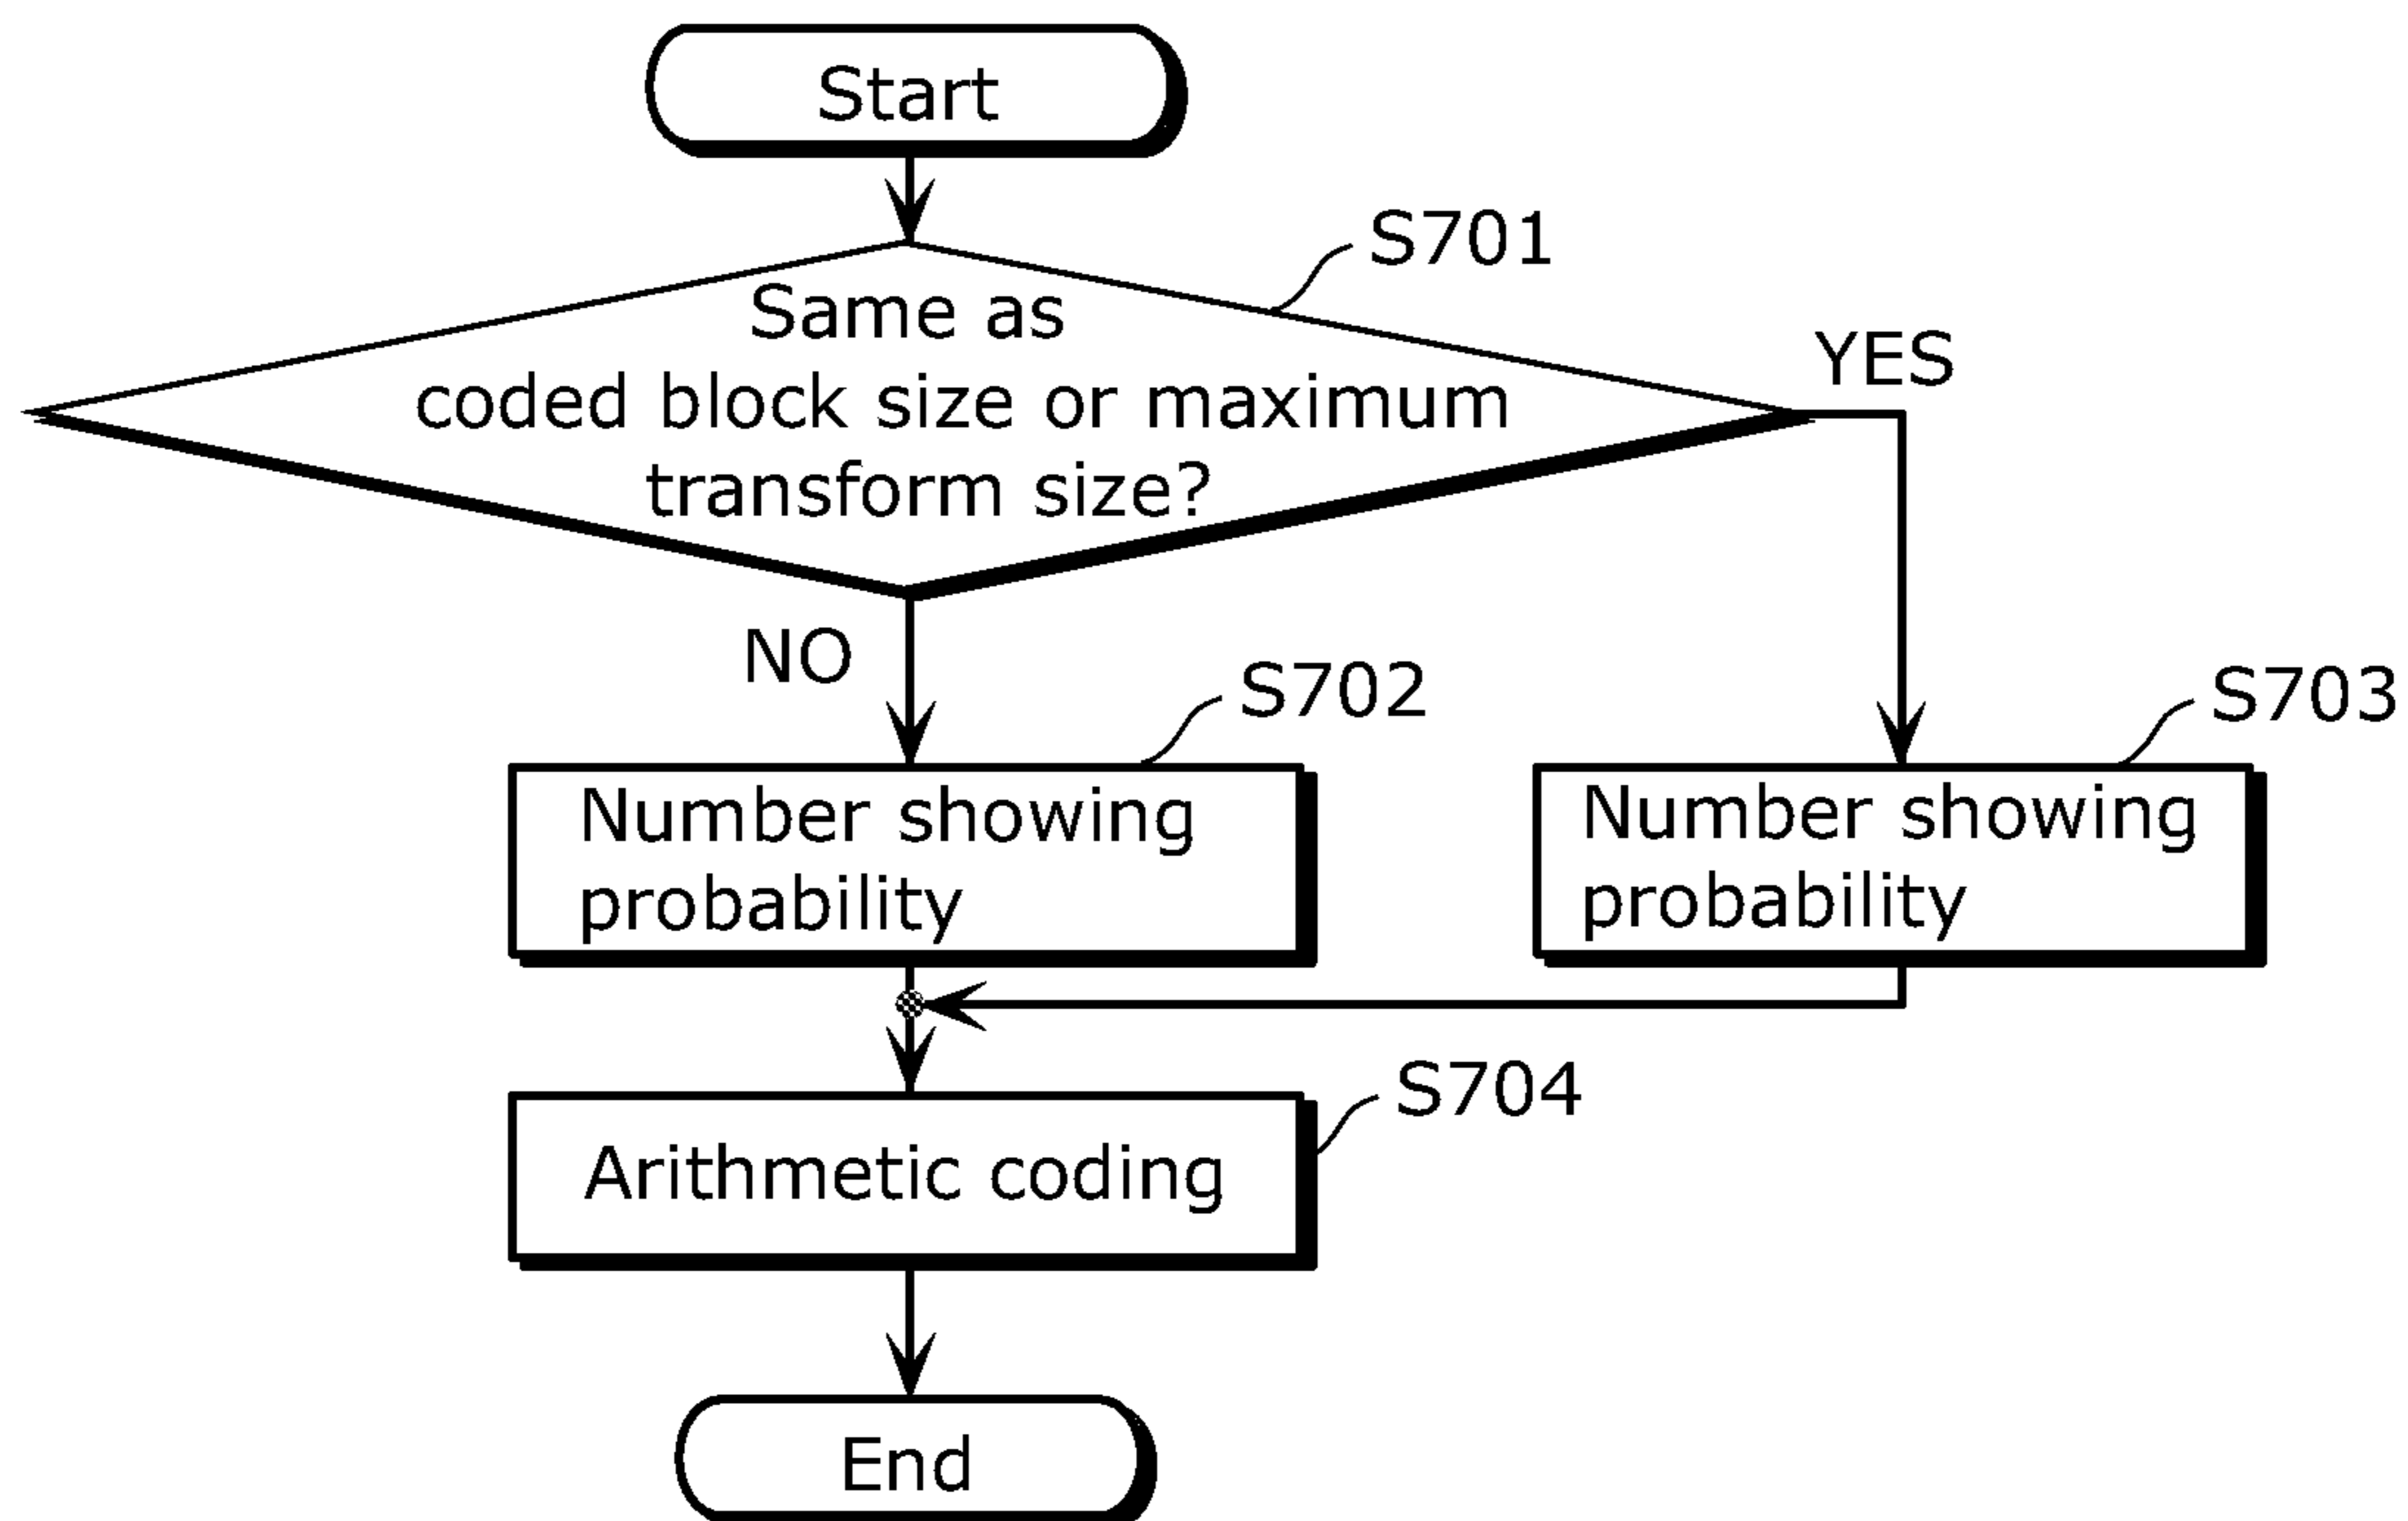 Start
S701
Same as
coded block size or maximum
transform size?
YES
NO
S702
Number showing
probability
S703
Number showing
probability
S704
Arithmetic coding
End